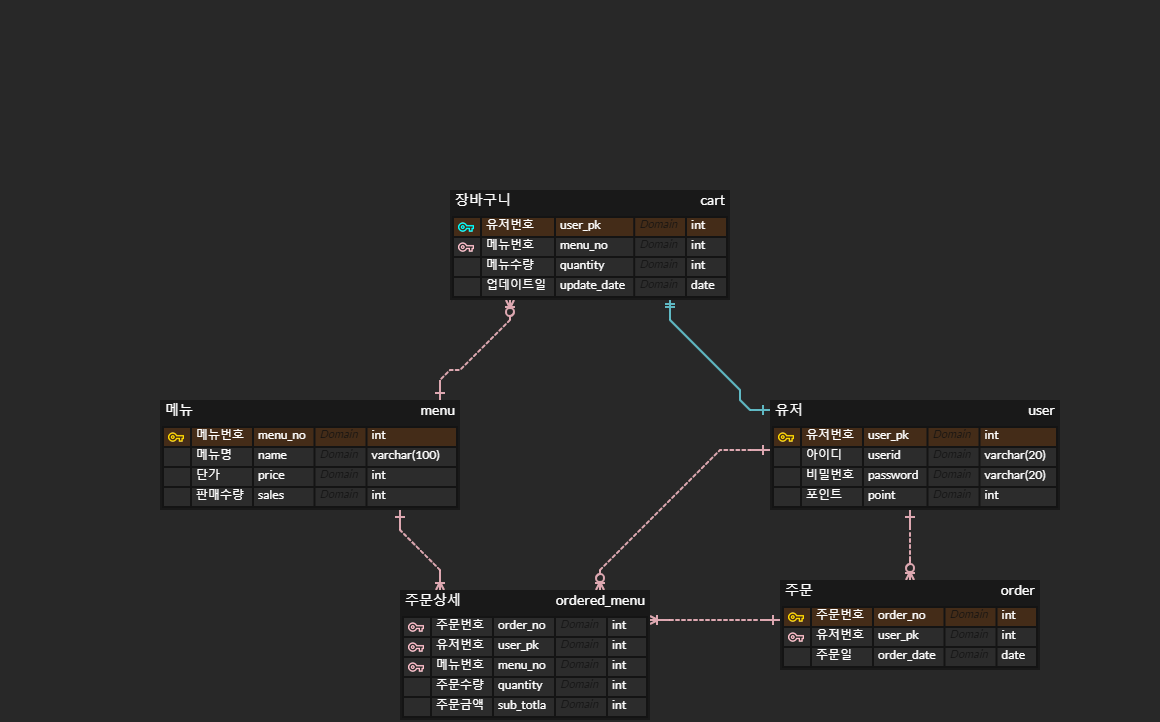 장바구니 cart
유저번호 user_pk Domain int
메뉴번호 menu_no Domain int
메뉴수량 quantity Domain int
업데이트일 update_date Domain date
메뉴 menu
메뉴번호 menu_no Domain int
메뉴명 name Domain varchar(100)
단가 price Domain int
판매수량 sales Domain int
유저 user
유저번호 user_pk Domain int
아이디 userid Domain varchar(20)
비밀번호 password Domain varchar(20)
포인트 point Domain int
주문상세 ordered_menu
주문번호 order_no Domain int
유저번호 user_pk Domain int
메뉴번호 menu_no Domain int
주문수량 quantity Domain int
주문금액 sub_totla Domain int
주문 order
주문번호 order_no Domain int
유저번호 user_pk Domain int
주문일 order_date Domain date